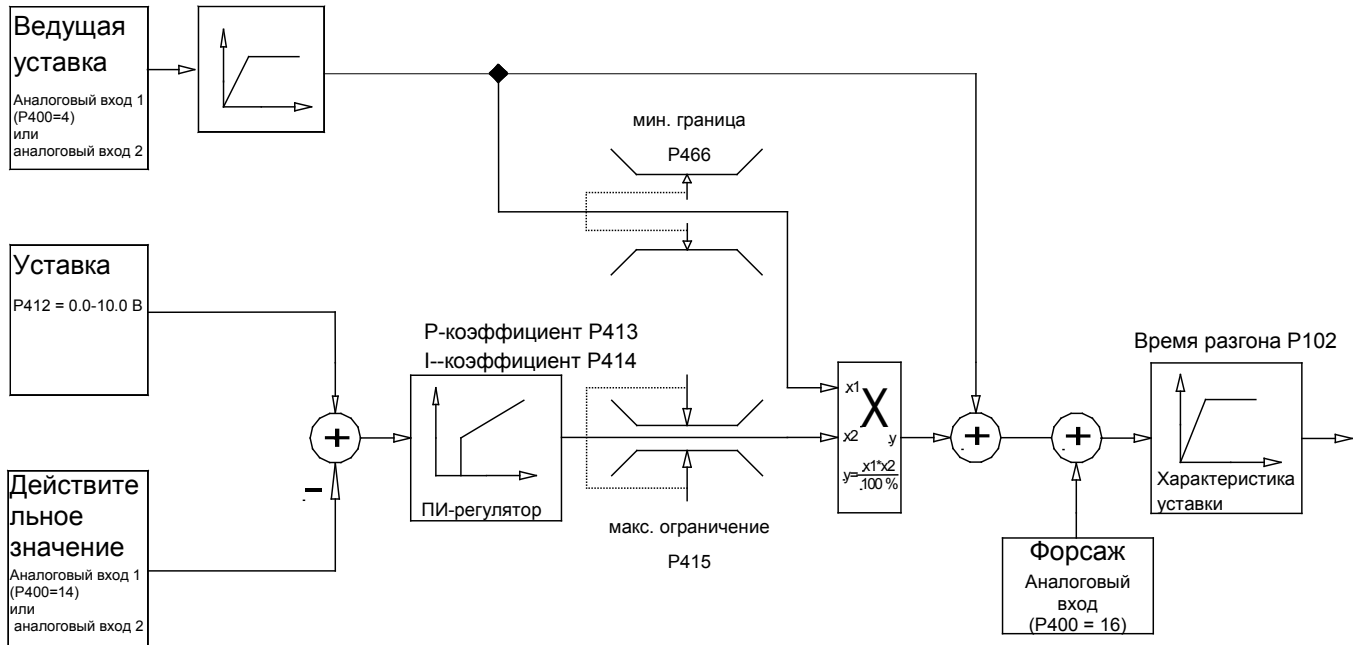 Ведущая
уставка
Аналоговый вход 1
(P400=4)
или
аналоговый вход 2
мин. граница
P466
Уставка
P412 = 0.0-10.0 В
P-коэффициент P413
I--коэффициент P414
Время разгона P102
x1
X
x2
y
y=x1*x2
100 %
+
+
+
–
ПИ-регулятор
Характеристика
уставки
Действите
льное
значение
Аналоговый вход 1
(P400=14)
или
аналоговый вход 2
макс. ограничение
P415
Форсаж
Аналоговый
вход
(P400 = 16)